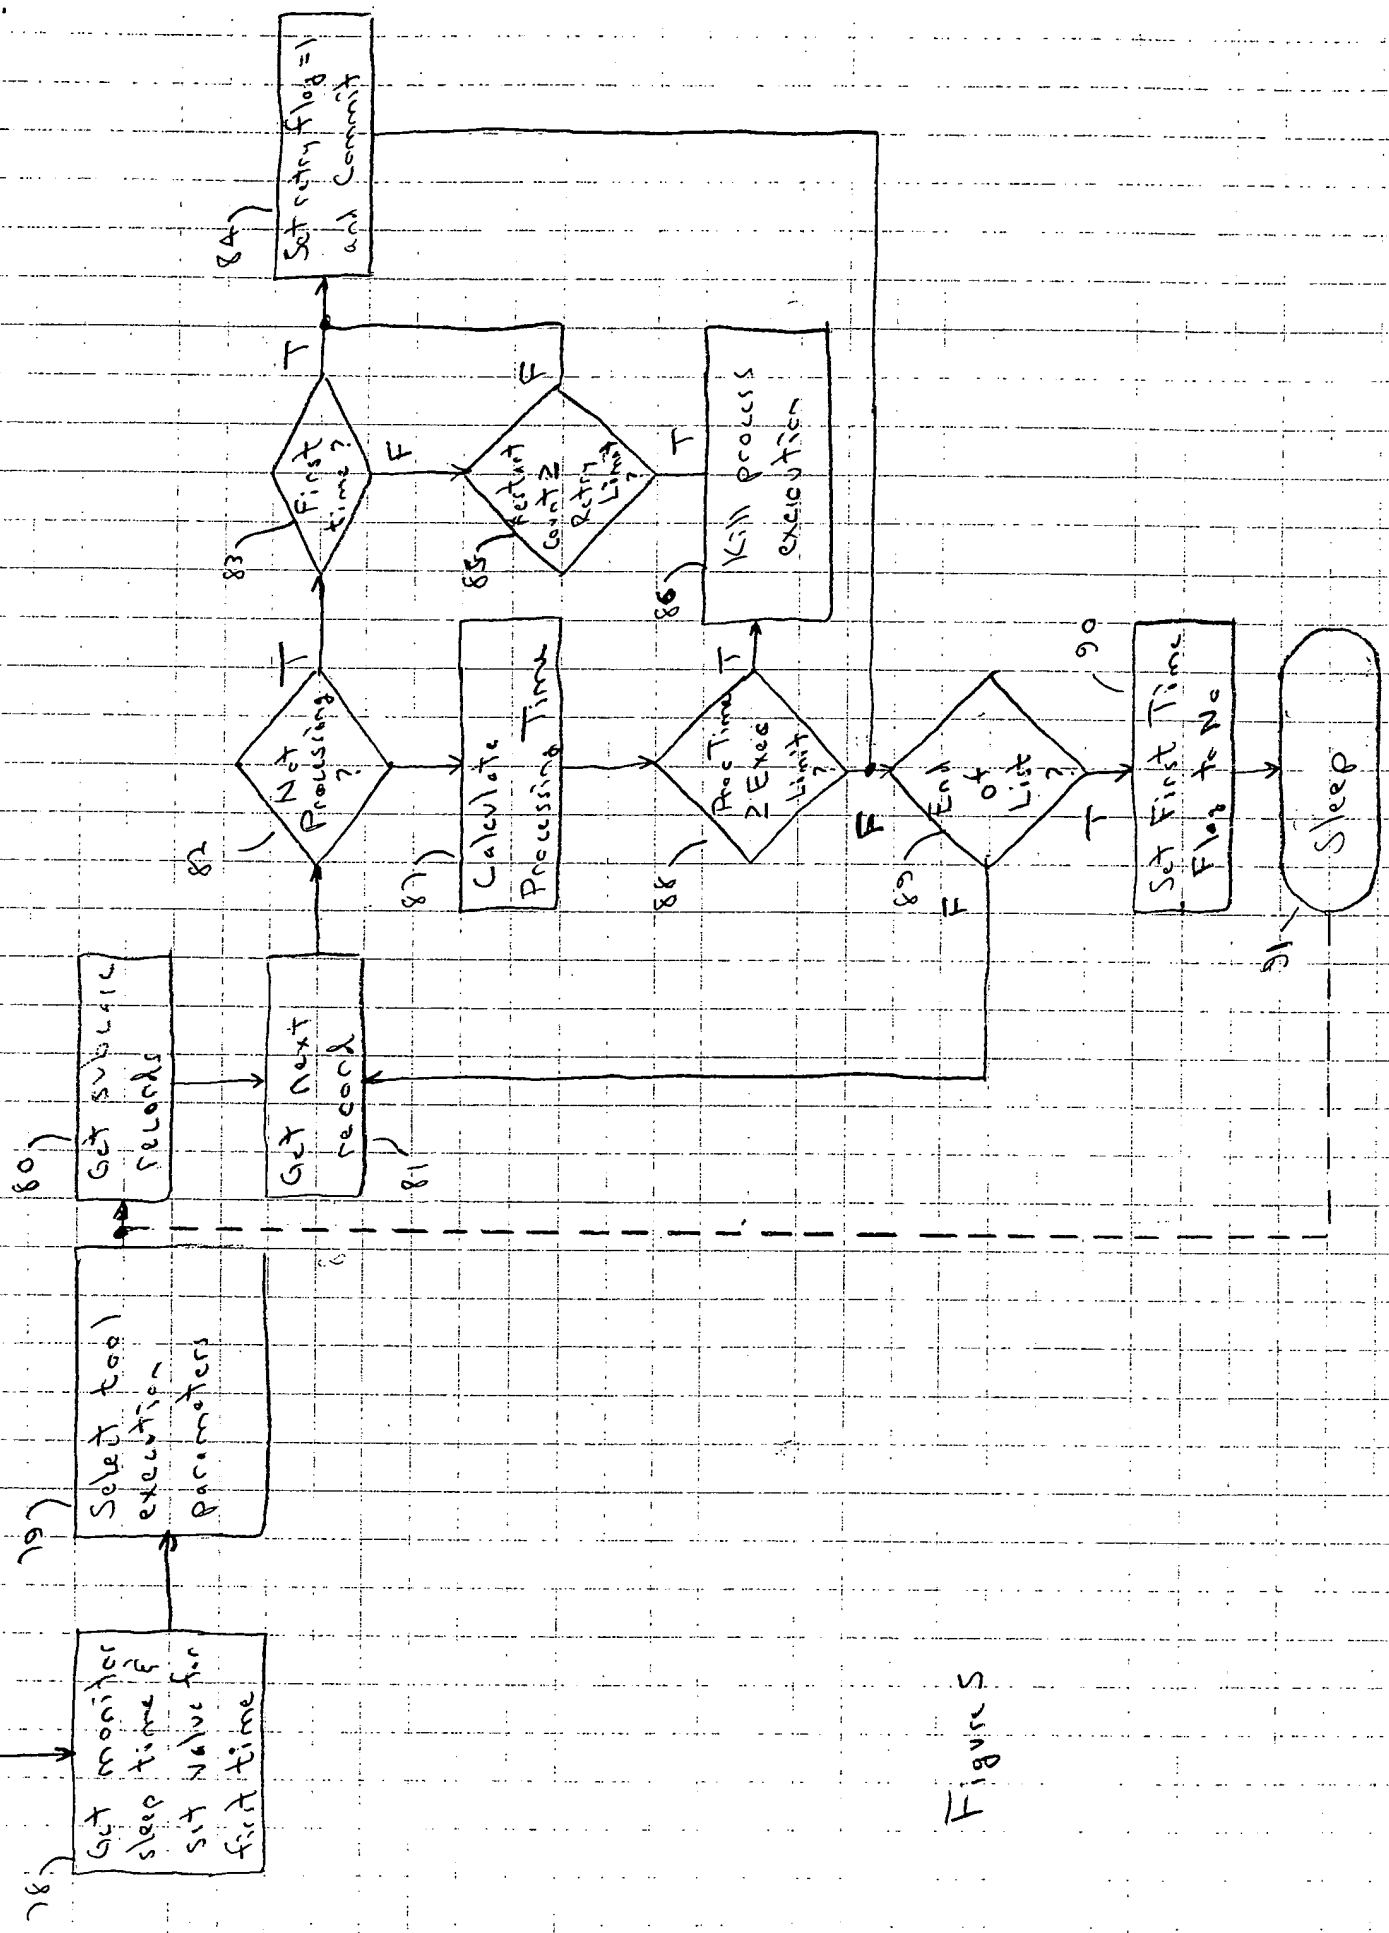 78
Get monitor
sleep time &
set value for
first time
79
Select tool
execution
parameters
80
Get subcalc
records
81
Get next
record
82
Not
Processing
?
T
83
First
time?
T
F
84
Set retry flag=1
and Commit
85
Restart
Count ≥
Retry
Limit
?
F
T
86
Kill process
execution
87
Calculate
Processing Time
88
Proc Time
≥ Exec
Limit
?
T
F
89
End
of
List
?
F
T
90
Set First Time
Flag to No
91
Sleep
Figure 5